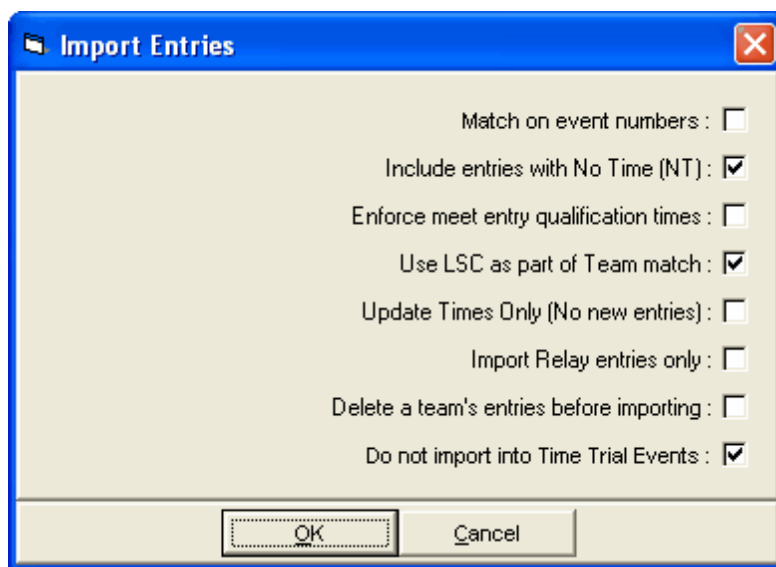 Import Entries
Match on event numbers :
Include entries with No Time (NT) :
Enforce meet entry qualification times :
Use LSC as part of Team match :
Update Times Only (No new entries) :
Import Relay entries only :
Delete a team's entries before importing :
Do not import into Time Trial Events :
OK Cancel